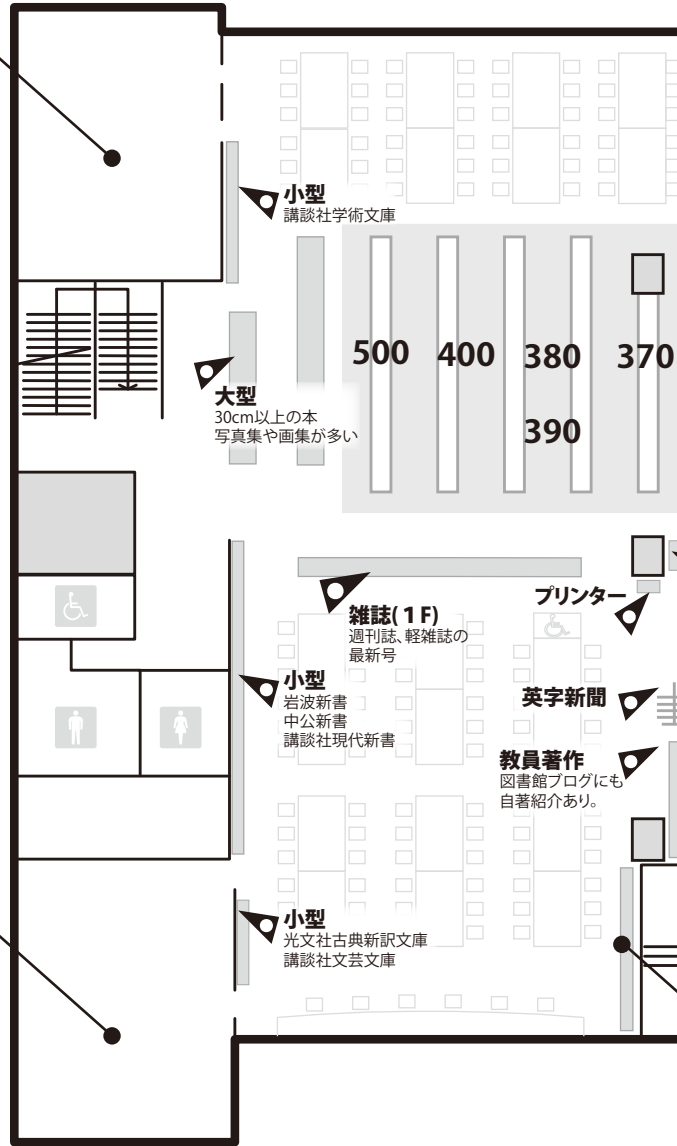 小型
講談社学術文庫
500
400
380
370
390
大型
30cm以上の本
写真集や画集が多い
雑誌(1F)
週刊誌、軽雑誌の
最新号
プリンター
小型
岩波新書
中公新書
講談社現代新書
英字新聞
教員著作
図書館ブログにも
自著紹介あり。
小型
光文社古典新訳文庫
講談社文芸文庫